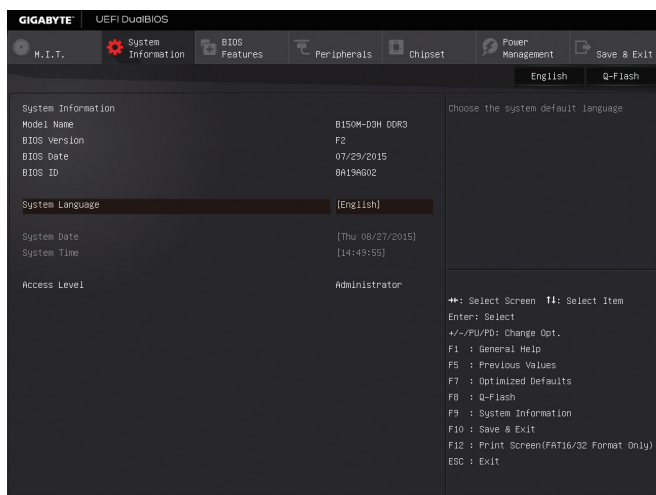 GIGABYTE™ UEFI DualBIOS
M.I.T.
System Information
BIOS Features
Peripherals
Chipset
Power Management
Save & Exit
English Q-Flash
System Information
Model Name B150M-D3H DDR3
BIOS Version F2
BIOS Date 07/29/2015
BIOS ID 8A19AG02
System Language [English]
System Date [Thu 08/27/2015]
System Time [14:49:55]
Access Level Administrator
Choose the system default language
→←: Select Screen ↑↓: Select Item
Enter: Select
+/-/PU/PD: Change Opt.
F1 : General Help
F5 : Previous Values
F7 : Optimized Defaults
F8 : Q-Flash
F9 : System Information
F10 : Save & Exit
F12 : Print Screen(FAT16/32 Format Only)
ESC : Exit